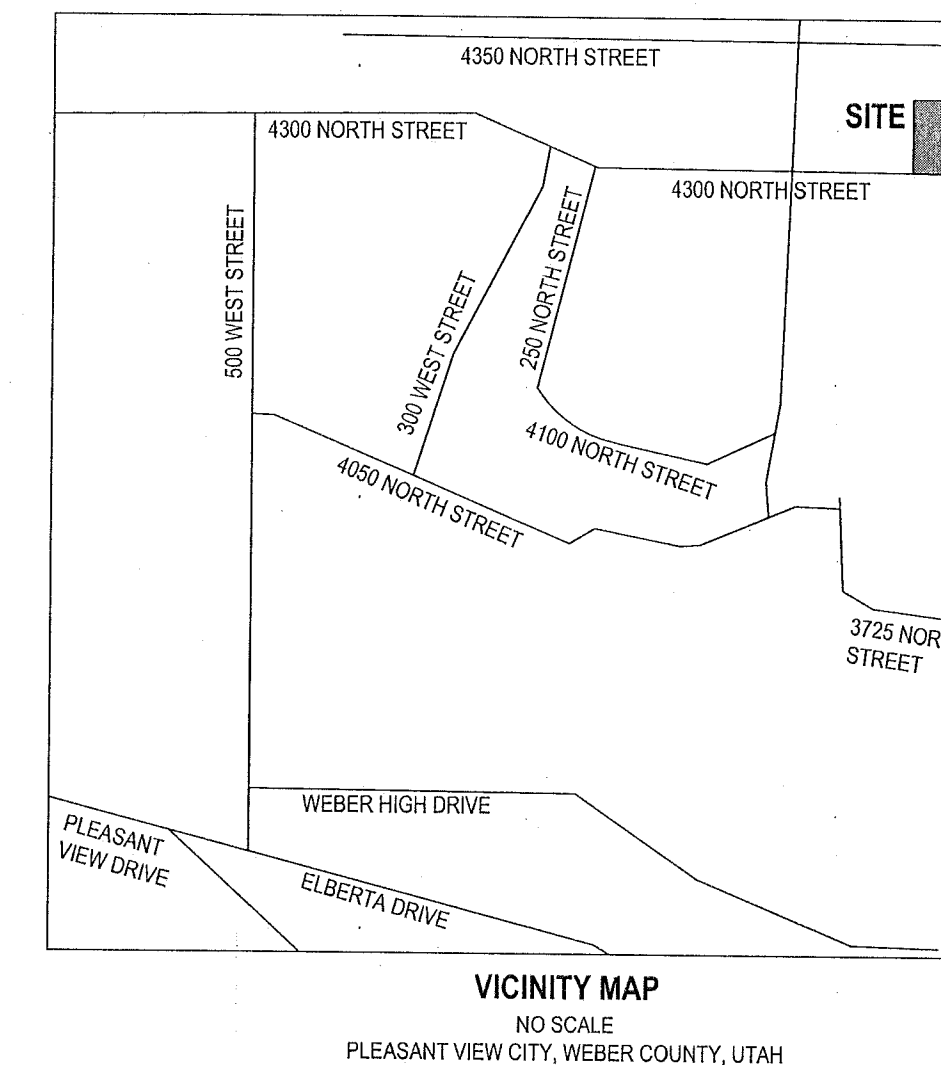 4350 NORTH STREET
SITE
4300 NORTH STREET
4300 NORTH STREET
500 WEST STREET
300 WEST STREET
250 NORTH STREET
4100 NORTH STREET
4050 NORTH STREET
3725 NOR
STREET
WEBER HIGH DRIVE
PLEASANT
VIEW DRIVE
ELBERTA DRIVE
VICINITY MAP
NO SCALE
PLEASANT VIEW CITY, WEBER COUNTY, UTAH